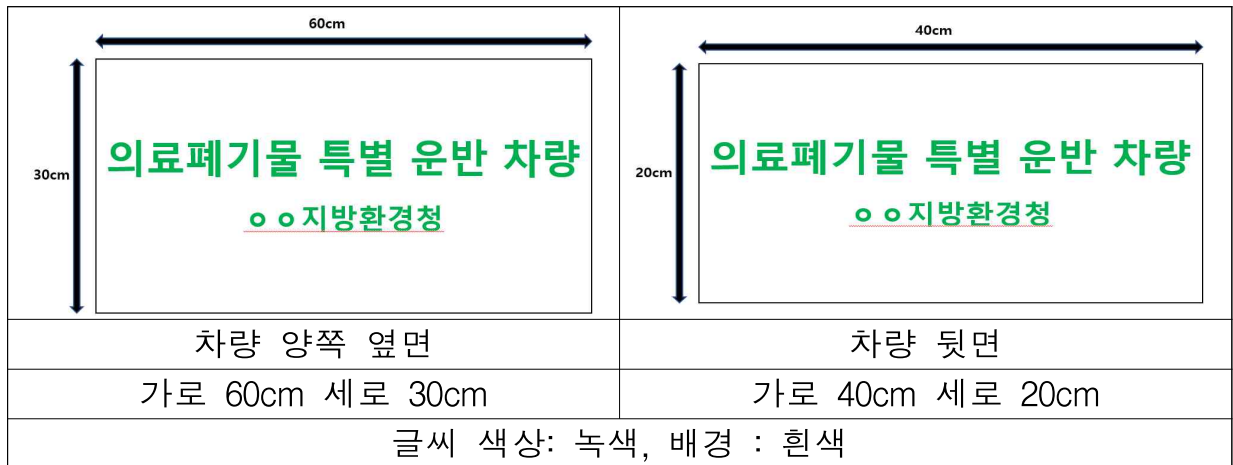 60cm
30cm
의료폐기물 특별 운반 차량
ㅇㅇ지방환경청
40cm
20cm
의료폐기물 특별 운반 차량
ㅇㅇ지방환경청
차량 양쪽 옆면
차량 뒷면
가로 60cm 세로 30cm
가로 40cm 세로 20cm
글씨 색상: 녹색, 배경 : 흰색